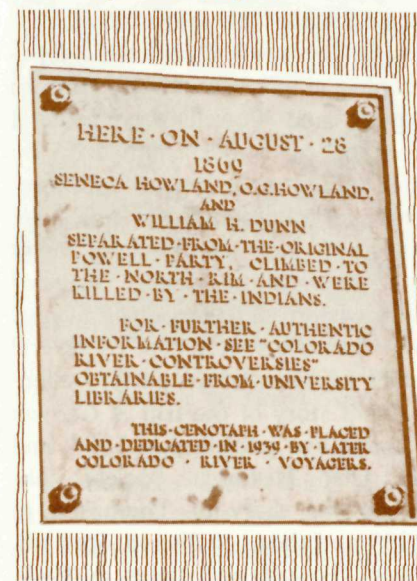 HERE · ON · AUGUST · 28
1869
SENECA HOWLAND, O.G. HOWLAND,
AND
WILLIAM H. DUNN
SEPARATED · FROM · THE · ORIGINAL
POWELL · PARTY, CLIMBED · TO
THE · NORTH · RIM · AND · WERE
KILLED · BY · THE · INDIANS.
FOR · FURTHER · AUTHENTIC
INFORMATION · SEE "COLORADO
RIVER · CONTROVERSIES"
OBTAINABLE · FROM · UNIVERSITY
LIBRARIES.
THIS · CENOTAPH · WAS · PLACED
AND · DEDICATED · IN · 1939 · BY · LATER
COLORADO · RIVER · VOYAGERS.